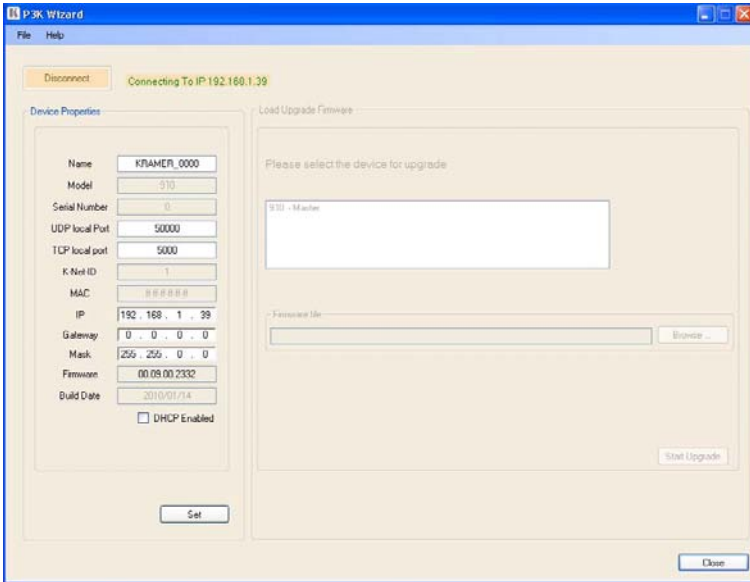 P3K Wizard
File Help
Disconnect Connecting To IP:192.168.1.39
Device Properties
Name KRAMER_0000
Model 910
Serial Number 0
UDP local Port 50000
TCP local port 5000
K-Net ID 1
MAC
IP 192 . 168 . 1 . 39
Gateway 0 . 0 . 0 . 0
Mask 255 . 255 . 0 . 0
Firmware 00.09.00.2332
Build Date 2010/01/14
DHCP Enabled
Set
Load Upgrade Firmware
Please select the device for upgrade
910 - Master
Firmware file
Browse ...
Start Upgrade
Close